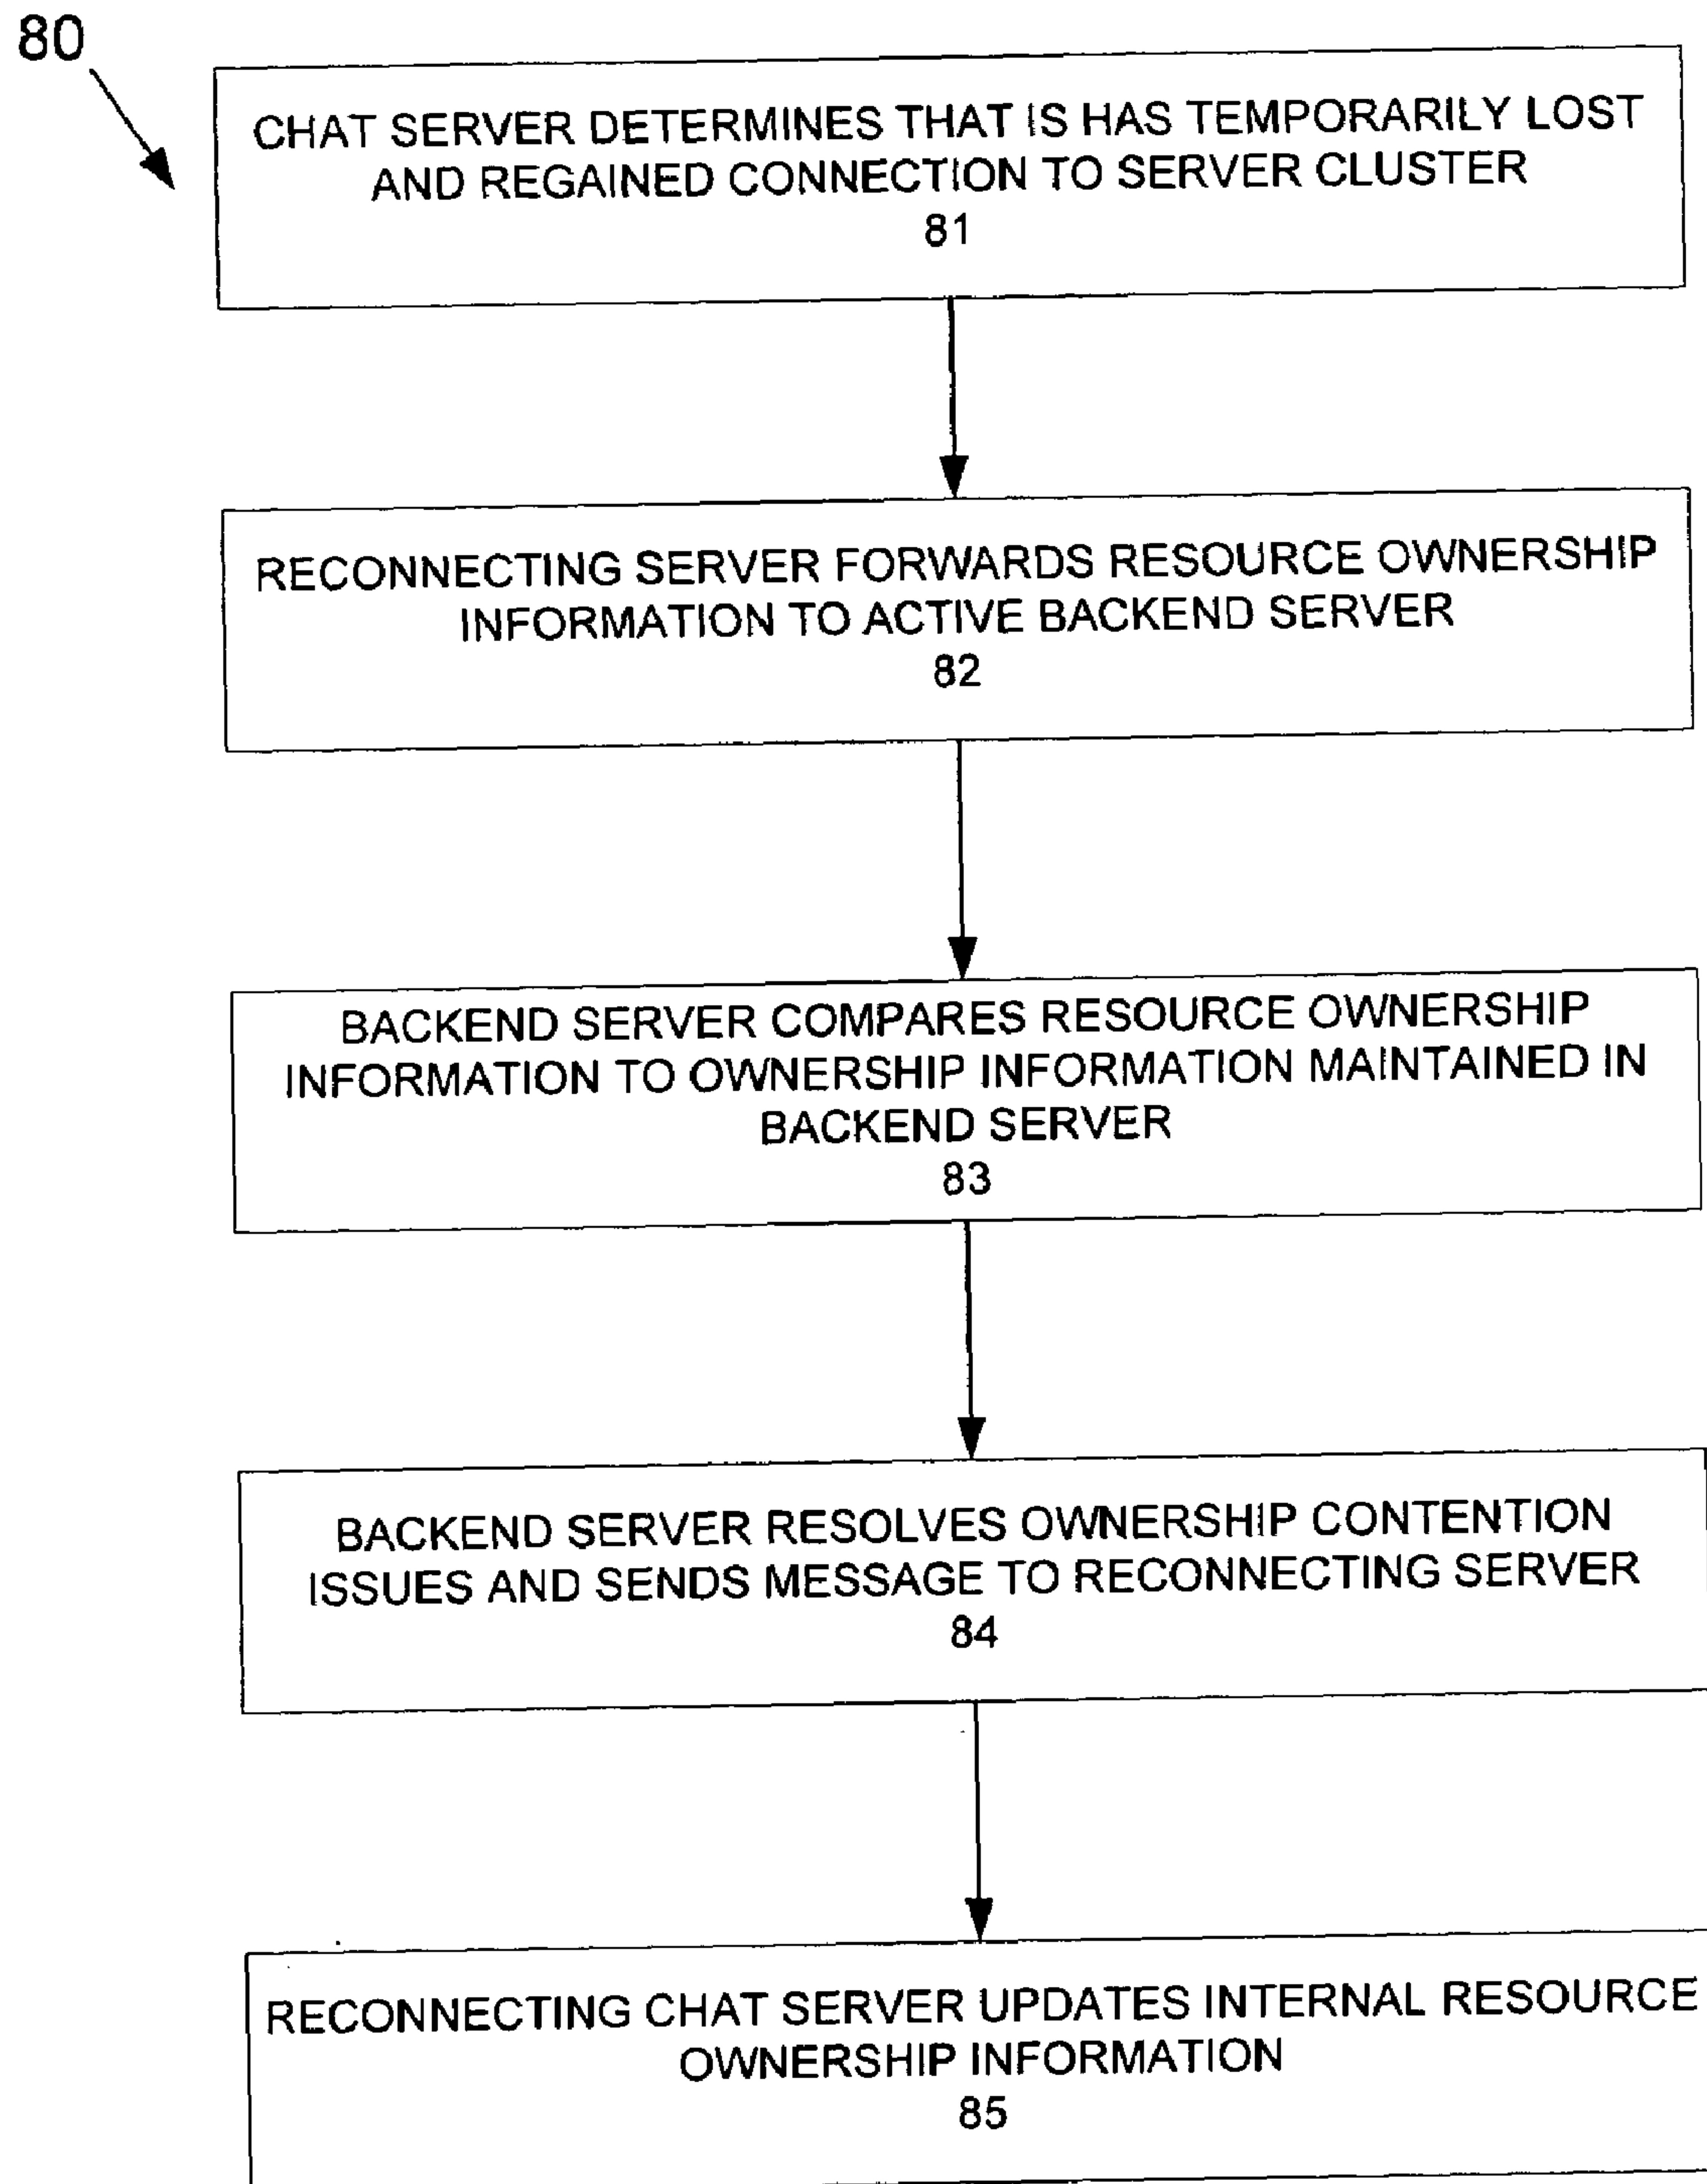 80
CHAT SERVER DETERMINES THAT IS HAS TEMPORARILY LOST
AND REGAINED CONNECTION TO SERVER CLUSTER
81
RECONNECTING SERVER FORWARDS RESOURCE OWNERSHIP
INFORMATION TO ACTIVE BACKEND SERVER
82
BACKEND SERVER COMPARES RESOURCE OWNERSHIP
INFORMATION TO OWNERSHIP INFORMATION MAINTAINED IN
BACKEND SERVER
83
BACKEND SERVER RESOLVES OWNERSHIP CONTENTION
ISSUES AND SENDS MESSAGE TO RECONNECTING SERVER
84
RECONNECTING CHAT SERVER UPDATES INTERNAL RESOURCE
OWNERSHIP INFORMATION
85